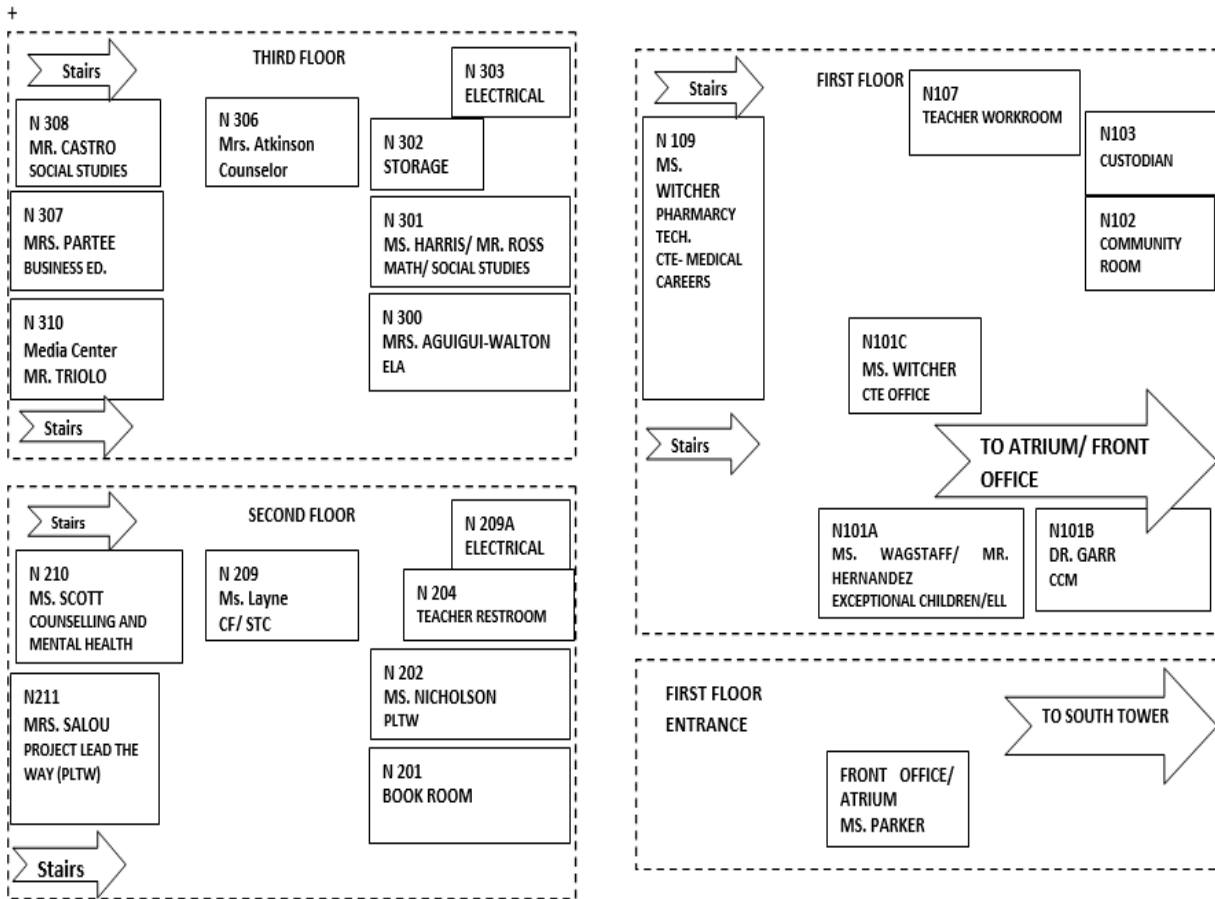 +
THIRD FLOOR
Stairs
N 303
ELECTRICAL
N 308
MR. CASTRO
SOCIAL STUDIES
N 306
Mrs. Atkinson
Counselor
N 302
STORAGE
N 307
MRS. PARTEE
BUSINESS ED.
N 301
MS. HARRIS/ MR. ROSS
MATH/ SOCIAL STUDIES
N 310
Media Center
MR. TRIOLO
N 300
MRS. AGUIGUI-WALTON
ELA
Stairs
SECOND FLOOR
Stairs
N 209A
ELECTRICAL
N 210
MS. SCOTT
COUNSELLING AND
MENTAL HEALTH
N 209
Ms. Layne
CF/ STC
N 204
TEACHER RESTROOM
N211
MRS. SALOU
PROJECT LEAD THE
WAY (PLTW)
N 202
MS. NICHOLSON
PLTW
N 201
BOOK ROOM
Stairs
FIRST FLOOR
Stairs
N107
TEACHER WORKROOM
N 109
MS.
WITCHER
PHARMARCY
TECH.
CTE- MEDICAL
CAREERS
N103
CUSTODIAN
N102
COMMUNITY
ROOM
N101C
MS. WITCHER
CTE OFFICE
Stairs
TO ATRIUM/ FRONT
OFFICE
N101A
MS. WAGSTAFF/ MR.
HERNANDEZ
EXCEPTIONAL CHILDREN/ELL
N101B
DR. GARR
CCM
FIRST FLOOR
ENTRANCE
TO SOUTH TOWER
FRONT OFFICE/
ATRIUM
MS. PARKER